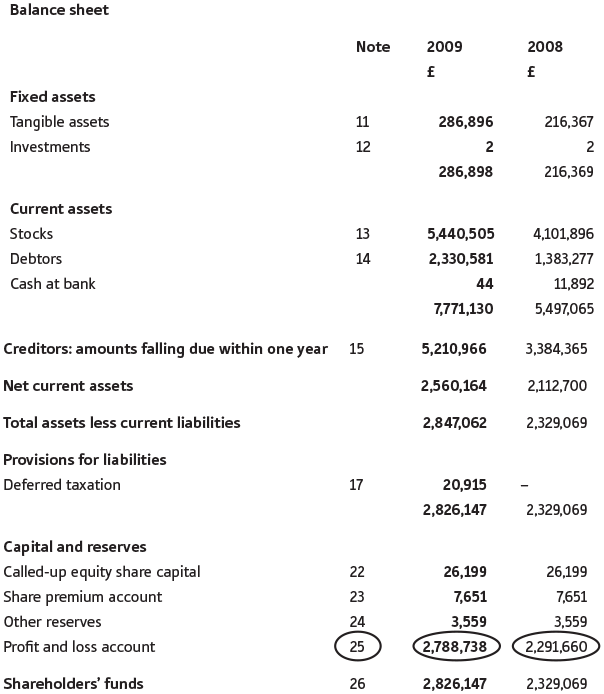 Balance sheet
Note 2009 2008
£ £
Fixed assets
Tangible assets 11 286,896 216,367
Investments 12 2 2
286,898 216,369
Current assets
Stocks 13 5,440,505 4,101,896
Debtors 14 2,330,581 1,383,277
Cash at bank 44 11,892
7,771,130 5,497,065
Creditors: amounts falling due within one year 15 5,210,966 3,384,365
Net current assets 2,560,164 2,112,700
Total assets less current liabilities 2,847,062 2,329,069
Provisions for liabilities
Deferred taxation 17 20,915 –
2,826,147 2,329,069
Capital and reserves
Called-up equity share capital 22 26,199 26,199
Share premium account 23 7,651 7,651
Other reserves 24 3,559 3,559
Profit and loss account 25 2,788,738 2,291,660
Shareholders' funds 26 2,826,147 2,329,069